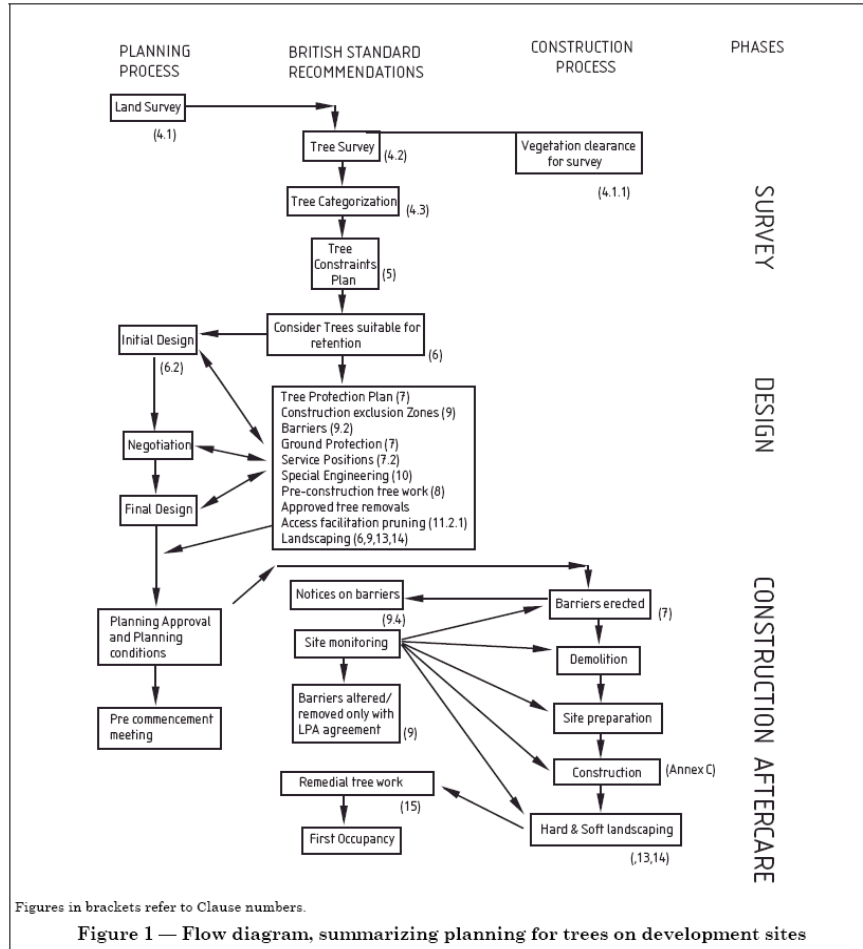 PLANNING
PROCESS
BRITISH STANDARD
RECOMMENDATIONS
CONSTRUCTION
PROCESS
PHASES
Land Survey
(4.1)
Tree Survey
(4.2)
Vegetation clearance
for survey
(4.1.1)
SURVEY
Tree Categorization
(4.3)
Tree
Constraints
Plan
(5)
Consider Trees suitable for
retention
(6)
Initial Design
(6.2)
DESIGN
Tree Protection Plan (7)
Construction exclusion Zones (9)
Barriers (9.2)
Ground Protection (7)
Service Positions (7.2)
Special Engineering (10)
Pre-construction tree work (8)
Approved tree removals
Access facilitation pruning (11.2.1)
Landscaping (6,9,13,14)
Negotiation
Final Design
Planning Approval
and Planning
conditions
Pre commencement
meeting
Notices on barriers
(9.4)
Barriers erected
(7)
Site monitoring
Demolition
Barriers altered/
removed only with
LPA agreement
(9)
Site preparation
Construction
(Annex C)
Remedial tree work
(15)
Hard & Soft landscaping
(,13,14)
First Occupancy
CONSTRUCTION AFTERCARE
Figures in brackets refer to Clause numbers.
Figure 1 — Flow diagram, summarizing planning for trees on development sites